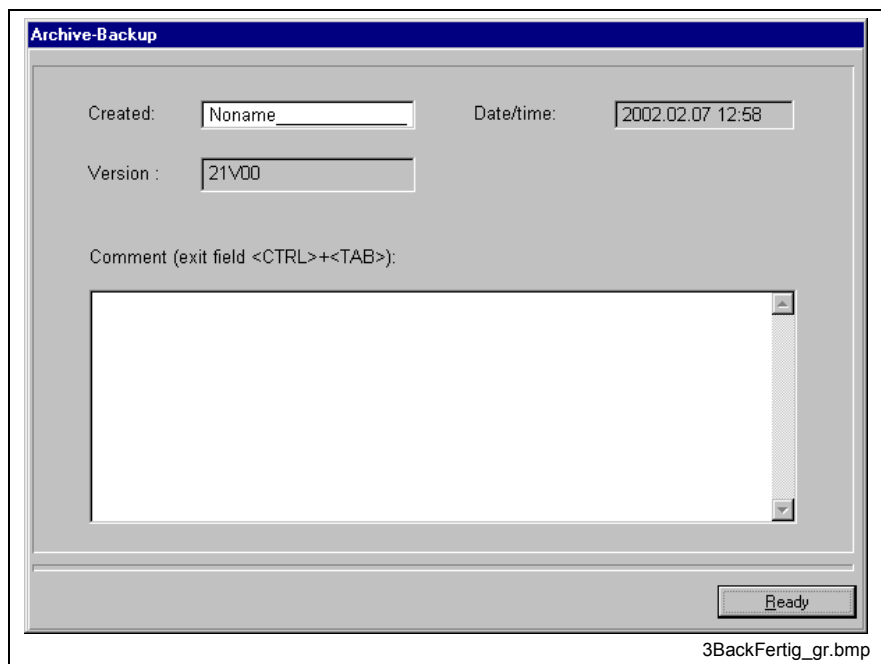 Archive-Backup
Created: Noname______________ Date/time: 2002.02.07 12:58
Version : 21V00
Comment (exit field <CTRL>+<TAB>):
Ready
3BackFertig_gr.bmp